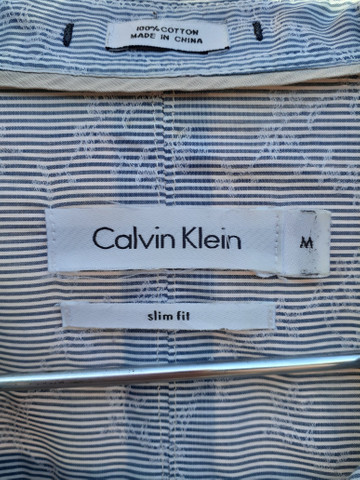 100% COTTON
MADE IN CHINA
Calvin Klein
M
slim fit